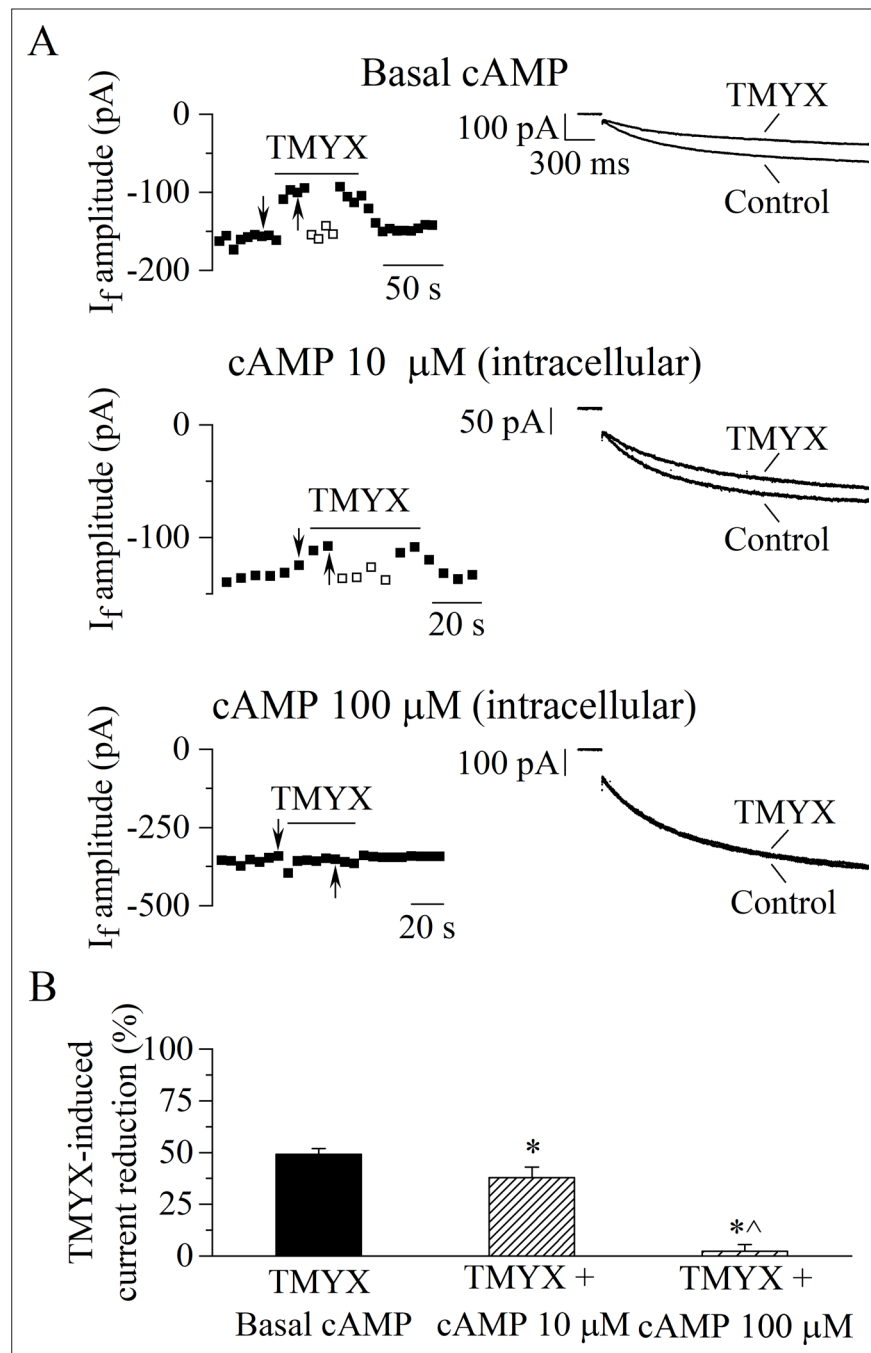 A
Basal cAMP
If amplitude (pA)
0
-100
-200
TMYX
50 s
100 pA
300 ms
TMYX
Control
cAMP 10 μM (intracellular)
If amplitude (pA)
0
-100
TMYX
20 s
50 pA
TMYX
Control
cAMP 100 μM (intracellular)
If amplitude (pA)
0
-250
-500
TMYX
20 s
100 pA
TMYX
Control
B
TMYX-induced
current reduction (%)
100
75
50
25
0
*
*^
TMYX
Basal cAMP
TMYX +
cAMP 10 μM
TMYX +
cAMP 100 μM